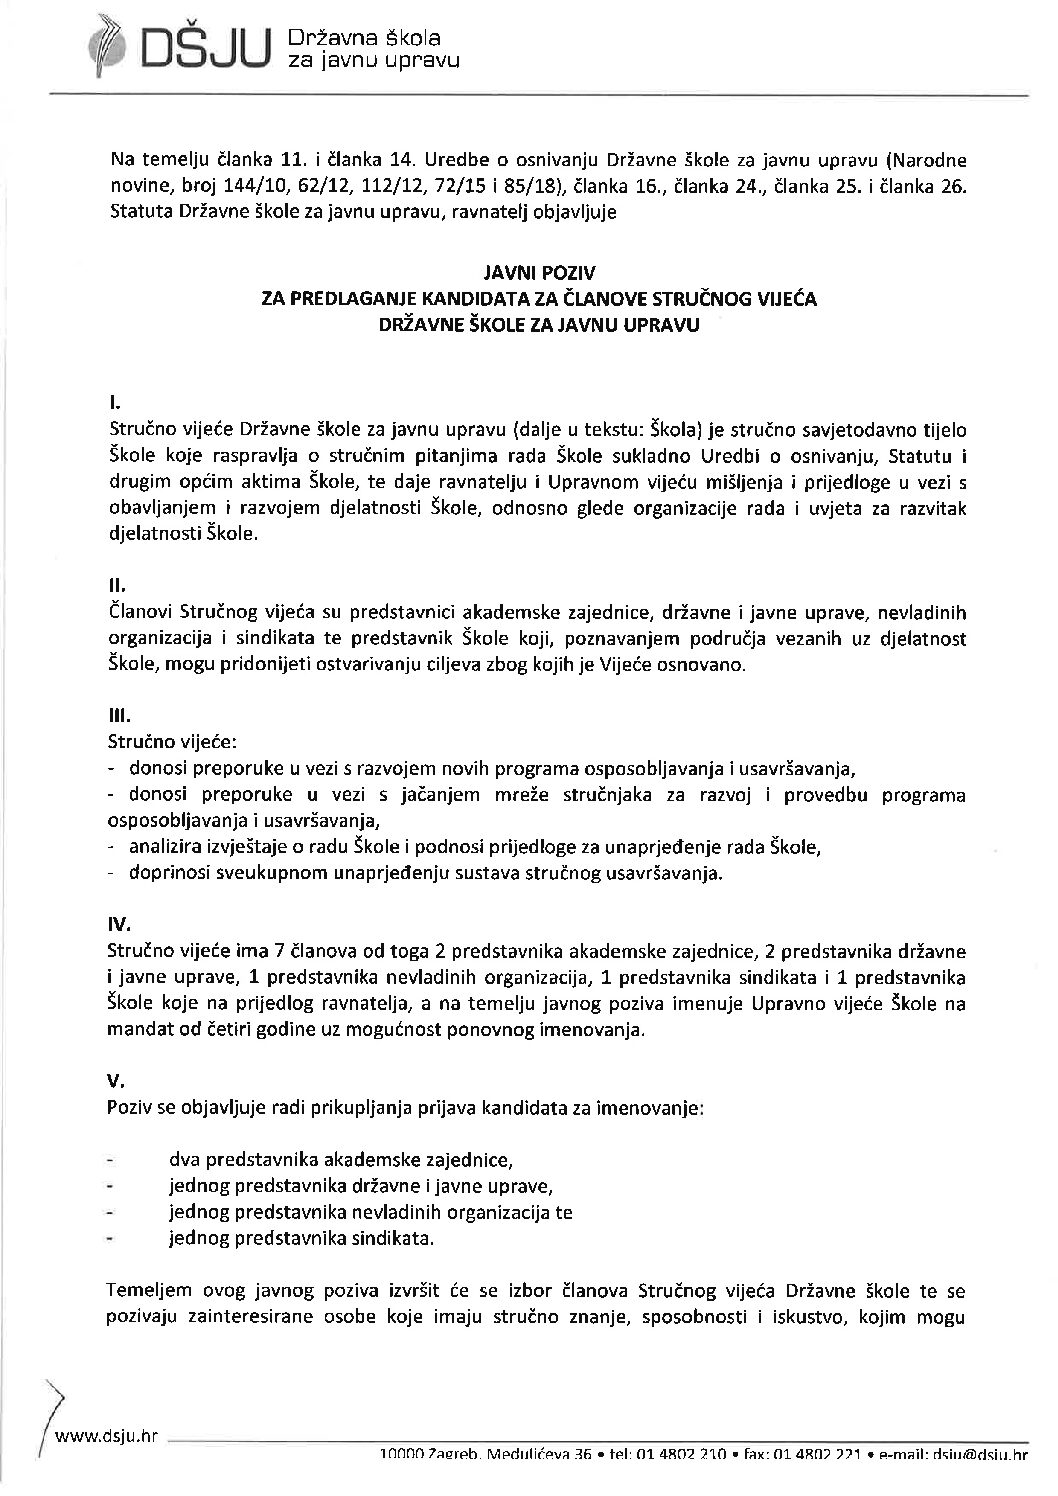 DŠJU Državna škola
za javnu upravu
Na temelju članka 11. i članka 14. Uredbe o osnivanju Državne škole za javnu upravu (Narodne
novine, broj 144/10, 62/12, 112/12, 72/15 i 85/18), članka 16., članka 24., članka 25. i članka 26.
Statuta Državne škole za javnu upravu, ravnatelj objavljuje
JAVNI POZIV
ZA PREDLAGANJE KANDIDATA ZA ČLANOVE STRUČNOG VIJEĆA
DRŽAVNE ŠKOLE ZA JAVNU UPRAVU
I.
Stručno vijeće Državne škole za javnu upravu (dalje u tekstu: Škola) je stručno savjetodavno tijelo
Škole koje raspravlja o stručnim pitanjima rada Škole sukladno Uredbi o osnivanju, Statutu i
drugim općim aktima Škole, te daje ravnatelju i Upravnom vijeću mišljenja i prijedloge u vezi s
obavljanjem i razvojem djelatnosti Škole, odnosno glede organizacije rada i uvjeta za razvitak
djelatnosti Škole.
II.
Članovi Stručnog vijeća su predstavnici akademske zajednice, državne i javne uprave, nevladinih
organizacija i sindikata te predstavnik Škole koji, poznavanjem područja vezanih uz djelatnost
Škole, mogu pridonijeti ostvarivanju ciljeva zbog kojih je Vijeće osnovano.
III.
Stručno vijeće:
- donosi preporuke u vezi s razvojem novih programa osposobljavanja i usavršavanja,
- donosi preporuke u vezi s jačanjem mreže stručnjaka za razvoj i provedbu programa
osposobljavanja i usavršavanja,
- analizira izvještaje o radu Škole i podnosi prijedloge za unaprjeđenje rada Škole,
- doprinosi sveukupnom unaprjeđenju sustava stručnog usavršavanja.
IV.
Stručno vijeće ima 7 članova od toga 2 predstavnika akademske zajednice, 2 predstavnika državne
i javne uprave, 1 predstavnika nevladinih organizacija, 1 predstavnika sindikata i 1 predstavnika
Škole koje na prijedlog ravnatelja, a na temelju javnog poziva imenuje Upravno vijeće Škole na
mandat od četiri godine uz mogućnost ponovnog imenovanja.
V.
Poziv se objavljuje radi prikupljanja prijava kandidata za imenovanje:
- dva predstavnika akademske zajednice,
- jednog predstavnika državne i javne uprave,
- jednog predstavnika nevladinih organizacija te
- jednog predstavnika sindikata.
Temeljem ovog javnog poziva izvršit će se izbor članova Stručnog vijeća Državne škole te se
pozivaju zainteresirane osobe koje imaju stručno znanje, sposobnosti i iskustvo, kojim mogu
www.dsju.hr
10000 Zagreb, Medulićeva 36 • tel: 01 4802 210 • fax: 01 4802 221 • e-mail: dsju@dsju.hr